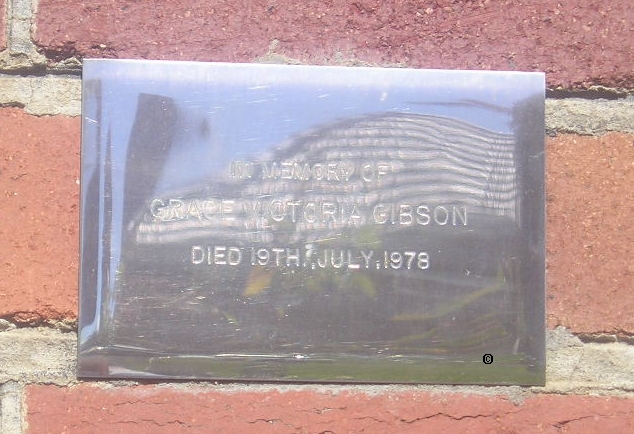 IN MEMORY OF
GRACE VICTORIA GIBSON
DIED 19TH., JULY, 1978
©